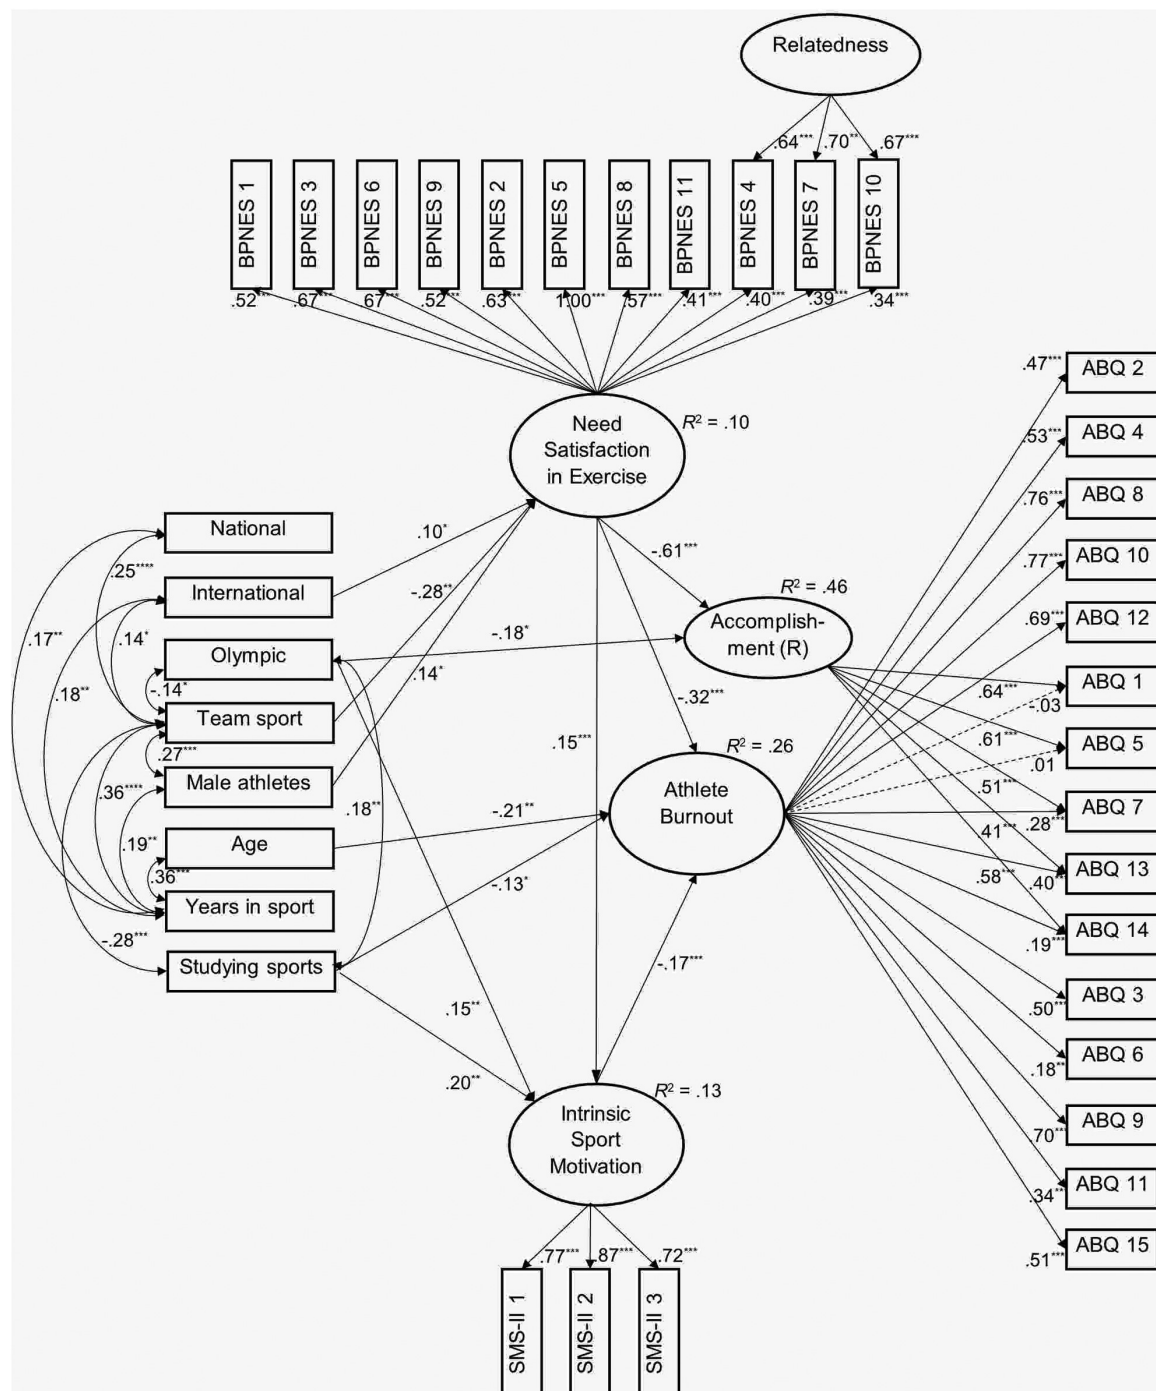 Relatedness
.64***
.70**
.67***
BPNES 1
BPNES 3
BPNES 6
BPNES 9
BPNES 2
BPNES 5
BPNES 8
BPNES 11
BPNES 4
BPNES 7
BPNES 10
.52***
.67***
.67***
.52***
.63***
1.00***
.57***
.41***
.40***
.39***
.34***
Need
Satisfaction
in Exercise
R² = .10
National
International
Olympic
Team sport
Male athletes
Age
Years in sport
Studying sports
.25****
.17**
.14*
.18**
-.14*
.27***
.36****
.19**
.36***
-.28***
.18**
.10*
-.28**
.14*
-.18*
-.61***
-.32***
.15***
-.21**
-.13*
-.17***
.15**
.20**
R² = .46
Accomplish-
ment (R)
R² = .26
Athlete
Burnout
R² = .13
Intrinsic
Sport
Motivation
.77***
.87***
.72***
SMS-II 1
SMS-II 2
SMS-II 3
.47***
ABQ 2
.53***
ABQ 4
.76***
ABQ 8
.77***
ABQ 10
.69***
ABQ 12
.64***
ABQ 1
-.03
.61***
ABQ 5
.01
.51***
ABQ 7
.41***
.28***
ABQ 13
.58***
.40**
ABQ 14
.19***
ABQ 3
.50***
ABQ 6
.18**
ABQ 9
.70***
ABQ 11
.34**
ABQ 15
.51***